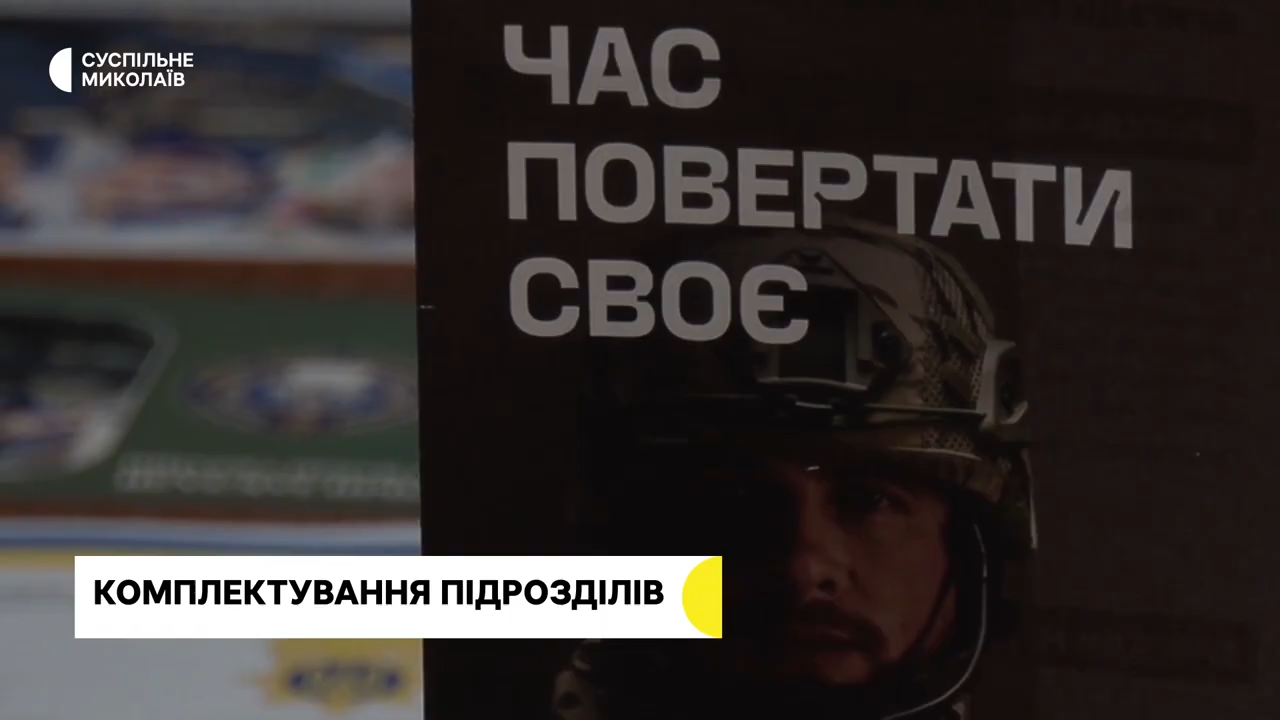 СУСПІЛЬНЕ
МИКОЛАЇВ
ЧАС
ПОВЕРТАТИ
СВОЄ
КОМПЛЕКТУВАННЯ ПІДРОЗДІЛІВ